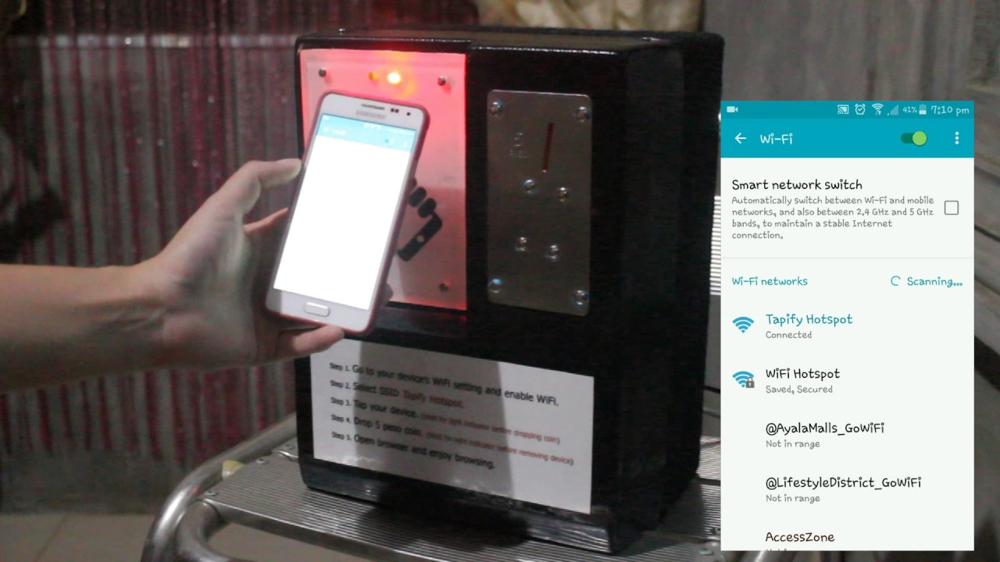 SAMSUNG
Step 1. Go to your device's WiFi setting and enable WiFi.
Step 2. Select SSID Tapify Hotspot.
Step 3. Tap your device. (Wait for light indicator before dropping coin)
Step 4. Drop 5 peso coin. (Wait for light indicator before removing device)
Step 5. Open browser and enjoy browsing.
41% 7:10 pm
Wi-Fi
Smart network switch
Automatically switch between Wi-Fi and mobile
networks, and also between 2.4 GHz and 5 GHz
bands, to maintain a stable Internet
connection.
Wi-Fi networks Scanning...
Tapify Hotspot
Connected
WiFi Hotspot
Saved, Secured
@AyalaMalls_GoWiFi
Not in range
@LifestyleDistrict_GoWiFi
Not in range
AccessZone